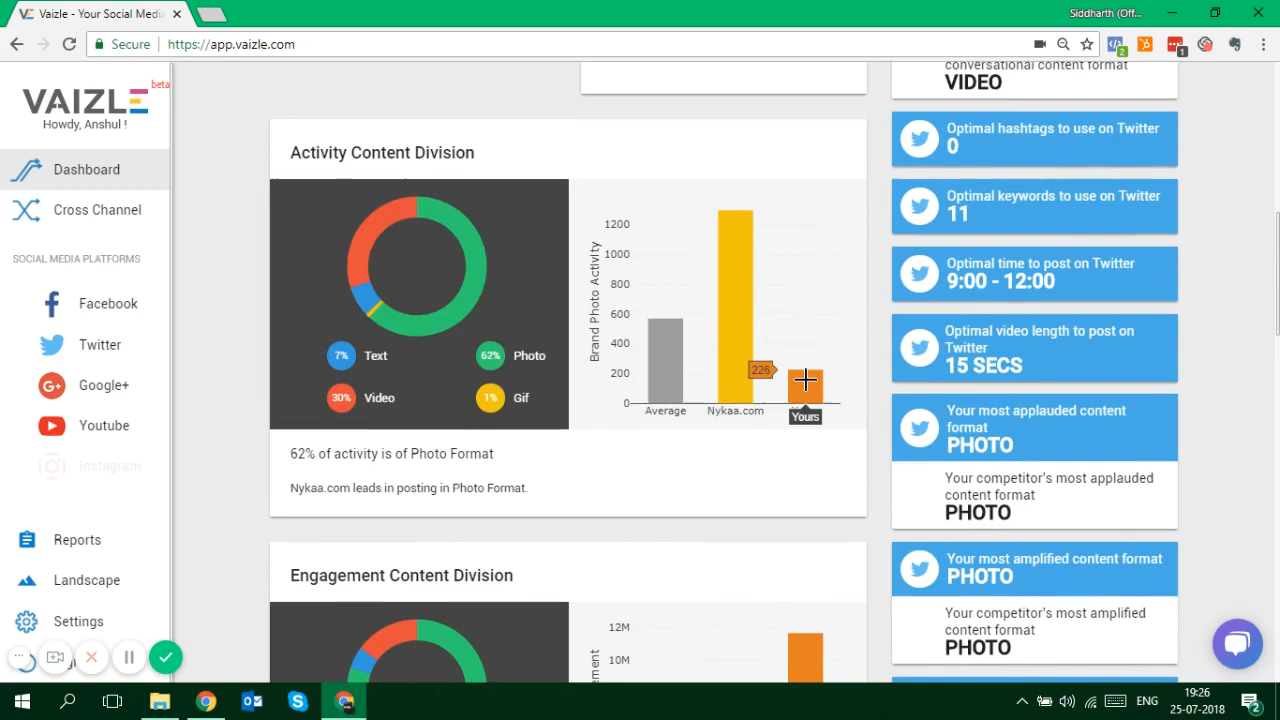 Vaizle - Your Social Medi
Siddharth (Off...
Secure
https://app.vaizle.com
2
1
VAIZLE
beta
Howdy, Anshul !
Dashboard
Cross Channel
SOCIAL MEDIA PLATFORMS
Facebook
Twitter
Google+
Youtube
Instagram
Reports
Landscape
Settings
Activity Content Division
7% Text
62% Photo
30% Video
1% Gif
Brand Photo Activity
1200
1000
800
600
400
200
0
226
Average
Nykaa.com
Yours
62% of activity is of Photo Format
Nykaa.com leads in posting in Photo Format.
Engagement Content Division
12M
10M
conversational content format
VIDEO
Optimal hashtags to use on Twitter
0
Optimal keywords to use on Twitter
11
Optimal time to post on Twitter
9:00 - 12:00
Optimal video length to post on
Twitter
15 SECS
Your most applauded content
format
PHOTO
Your competitor's most applauded
content format
PHOTO
Your most amplified content format
PHOTO
Your competitor's most amplified
content format
PHOTO
ENG
19:26
25-07-2018
2